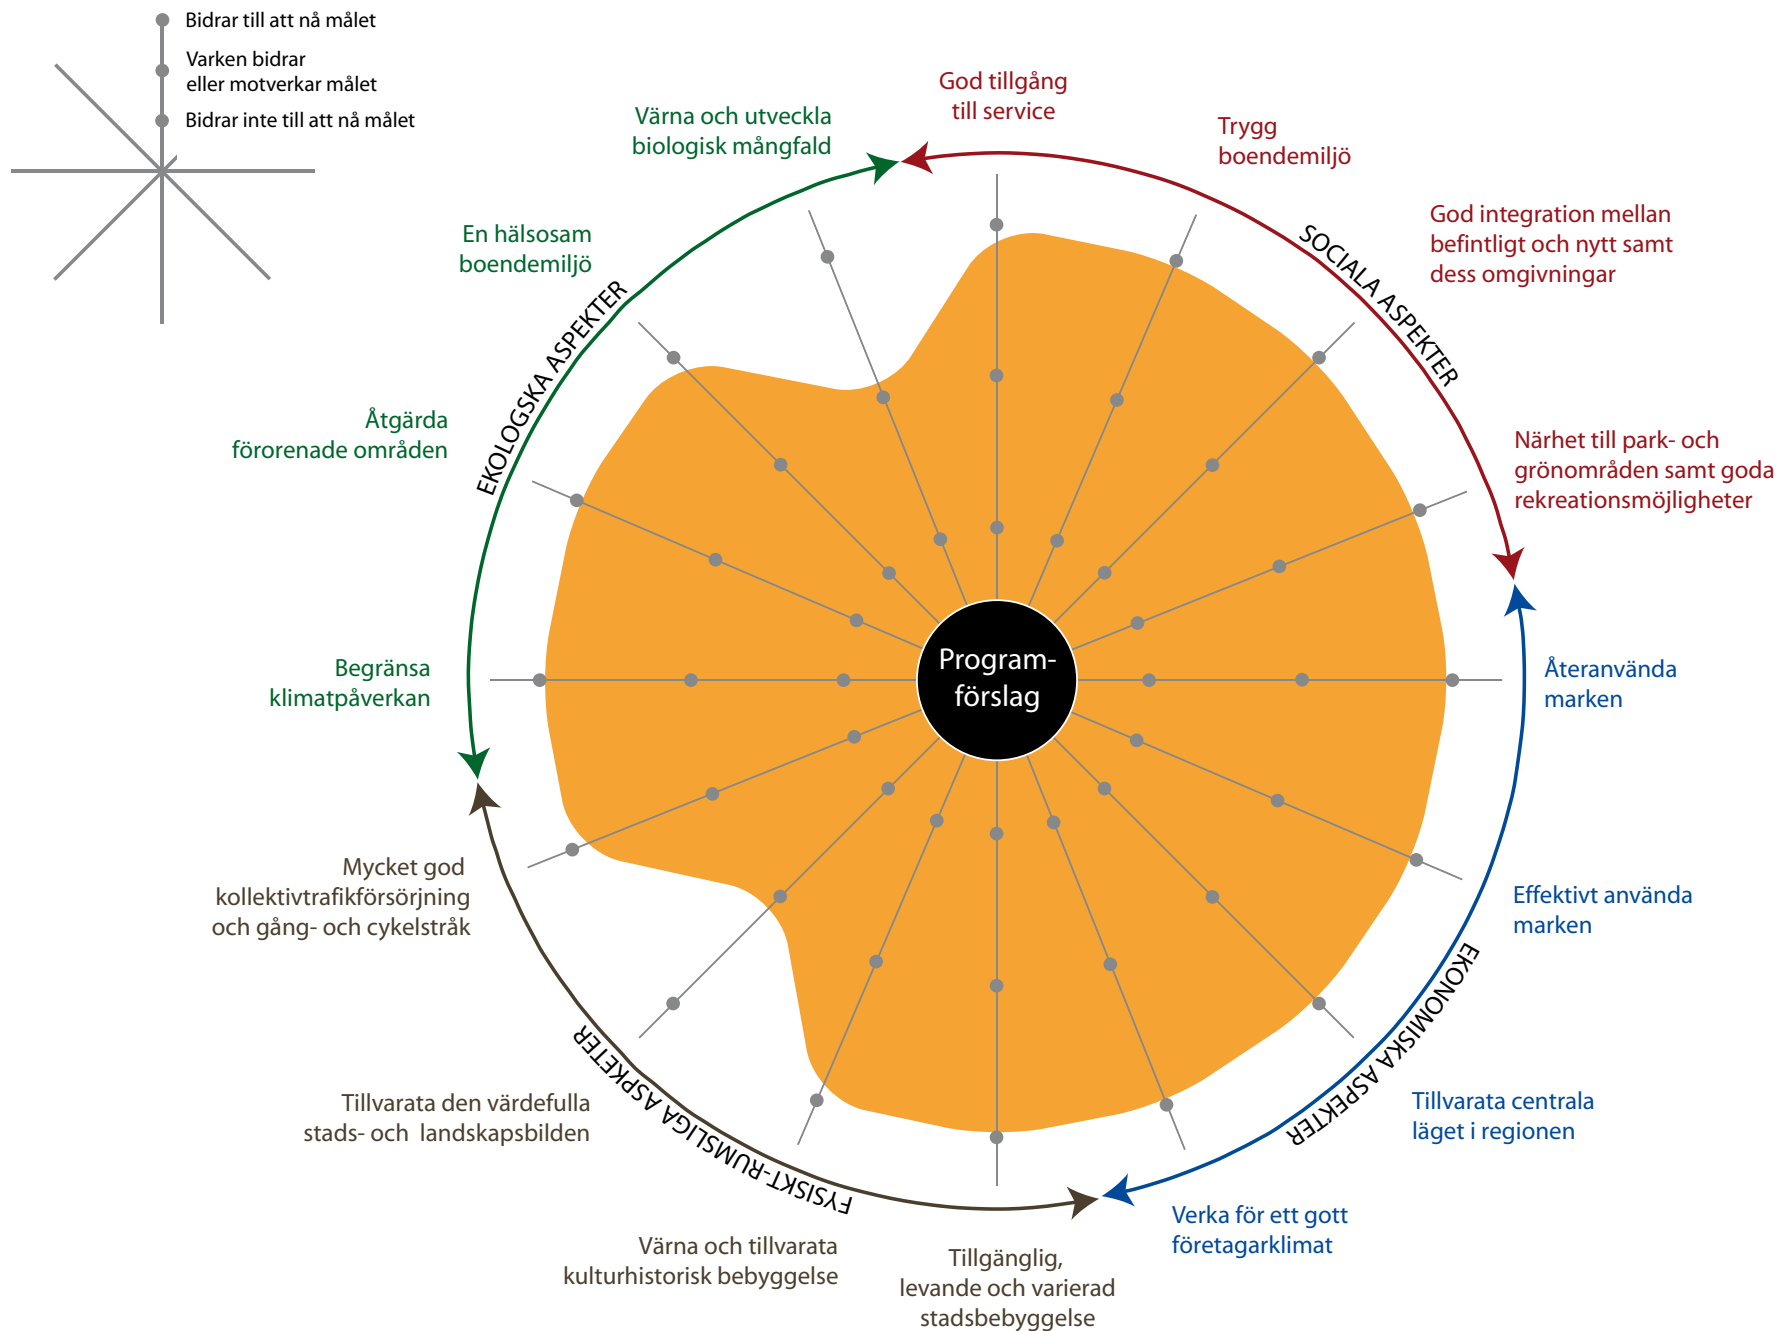 Bidrar till att nå målet
Varken bidrar
eller motverkar målet
Bidrar inte till att nå målet
God tillgång
till service
Trygg
boendemiljö
God integration mellan
befintligt och nytt samt
dess omgivningar
Närhet till park- och
grönområden samt goda
rekreationsmöjligheter
SOCIALA ASPEKTER
Återanvända
marken
Effektivt använda
marken
Tillvarata centrala
läget i regionen
Verka för ett gott
företagarklimat
EKONOMISKA ASPEKTER
Tillgänglig,
levande och varierad
stadsbebyggelse
Värna och tillvarata
kulturhistorisk bebyggelse
Tillvarata den värdefulla
stads- och landskapsbilden
Mycket god
kollektivtrafikförsörjning
och gång- och cykelstråk
FYSISKT-RUMSLIGA ASPKETER
Begränsa
klimatpåverkan
Åtgärda
förorenade områden
En hälsosam
boendemiljö
Värna och utveckla
biologisk mångfald
EKOLOGSKA ASPEKTER
Program-
förslag